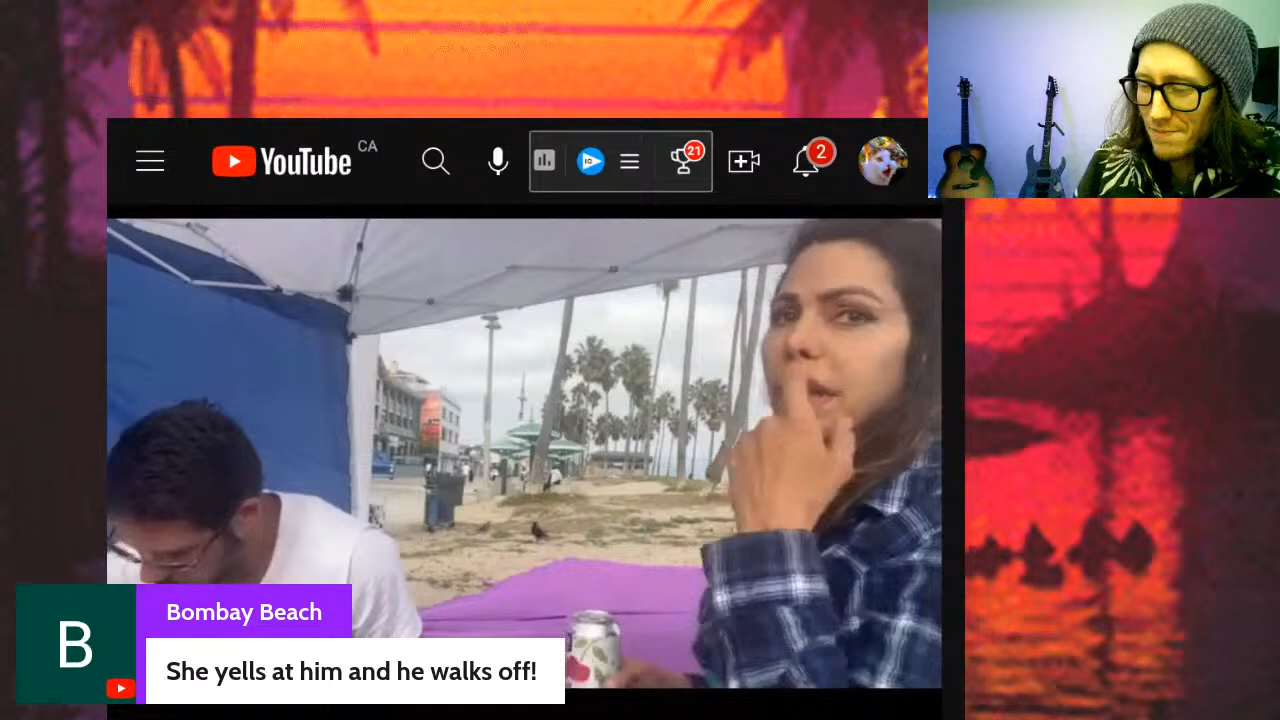 YouTube CA
21
2
B
Bombay Beach
She yells at him and he walks off!